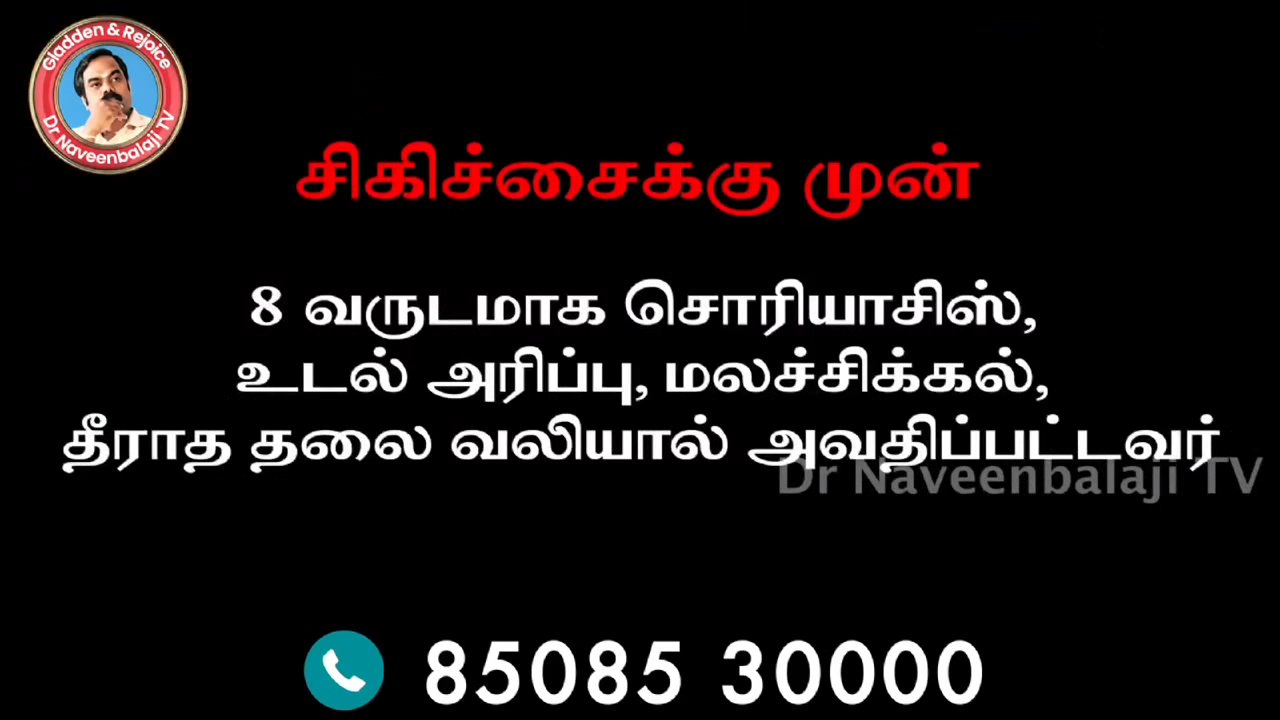 Gladden & Rejoice
Dr Naveenbalaji TV
சிகிச்சைக்கு முன்
8 வருடமாக சொரியாசிஸ்,
உடல் அரிப்பு, மலச்சிக்கல்,
தீராத தலை வலியால் அவதிப்பட்டவர்
Dr Naveenbalaji TV
85085 30000